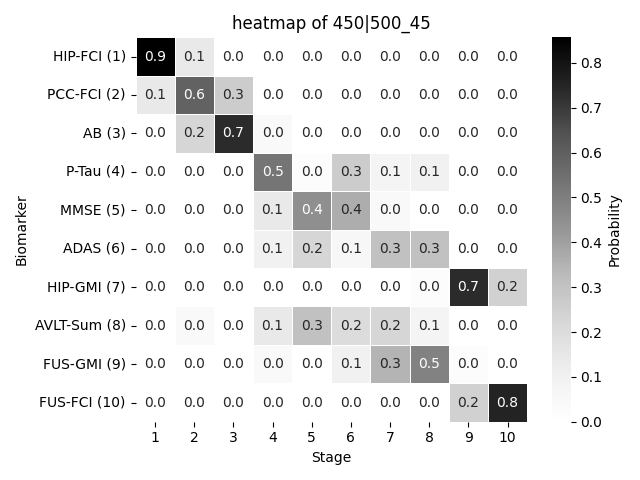 heatmap of 450|500_45
HIP-FCI (1) 0.9 0.1 0.0 0.0 0.0 0.0 0.0 0.0 0.0 0.0
PCC-FCI (2) 0.1 0.6 0.3 0.0 0.0 0.0 0.0 0.0 0.0 0.0
AB (3) 0.0 0.2 0.7 0.0 0.0 0.0 0.0 0.0 0.0 0.0
P-Tau (4) 0.0 0.0 0.0 0.5 0.0 0.3 0.1 0.1 0.0 0.0
MMSE (5) 0.0 0.0 0.0 0.1 0.4 0.4 0.0 0.0 0.0 0.0
ADAS (6) 0.0 0.0 0.0 0.1 0.2 0.1 0.3 0.3 0.0 0.0
HIP-GMI (7) 0.0 0.0 0.0 0.0 0.0 0.0 0.0 0.0 0.7 0.2
AVLT-Sum (8) 0.0 0.0 0.0 0.1 0.3 0.2 0.2 0.1 0.0 0.0
FUS-GMI (9) 0.0 0.0 0.0 0.0 0.0 0.1 0.3 0.5 0.0 0.0
FUS-FCI (10) 0.0 0.0 0.0 0.0 0.0 0.0 0.0 0.0 0.2 0.8
1 2 3 4 5 6 7 8 9 10
Stage
Biomarker
0.8
0.7
0.6
0.5
0.4
0.3
0.2
0.1
0.0
Probability